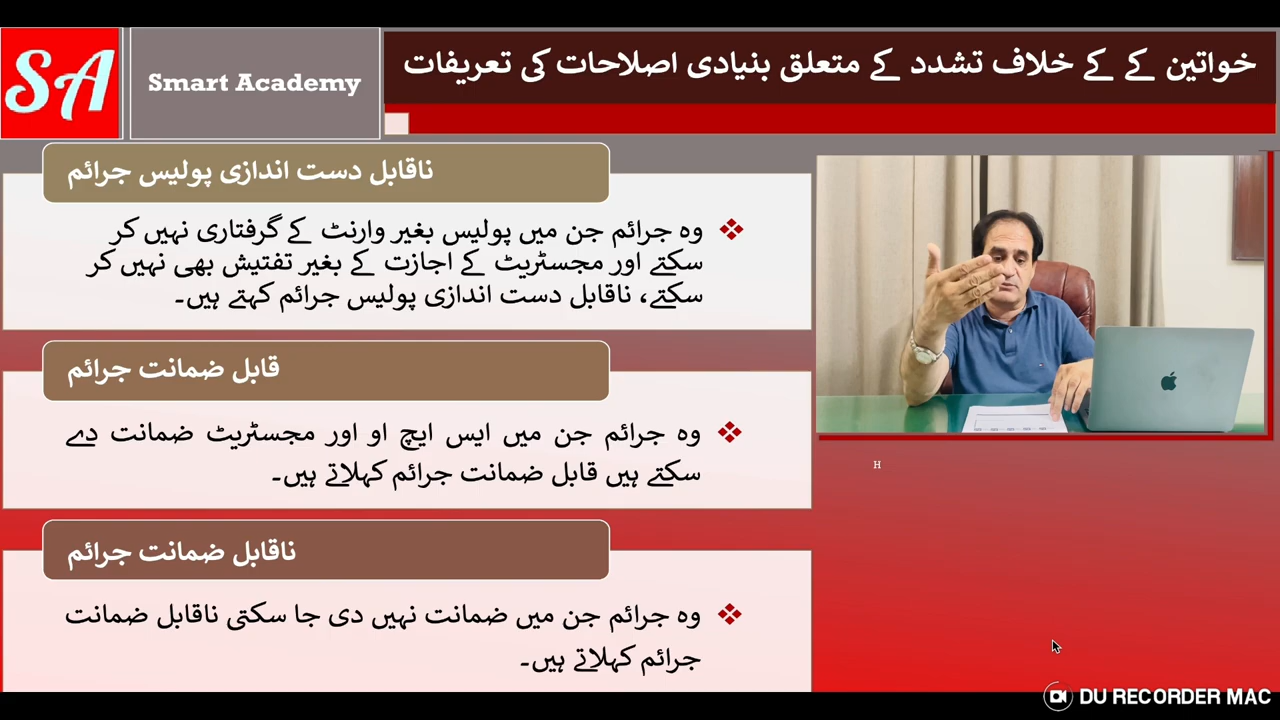 SA
Smart Academy
خواتین کے کے خلاف تشدد کے متعلق بنیادی اصلاحات کی تعریفات
ناقابل دست اندازی پولیس جرائم
وہ جرائم جن میں پولیس بغیر وارنٹ کے گرفتاری نہیں کر
سکتے اور مجسٹریٹ کے اجازت کے بغیر تفتیش بھی نہیں کر
سکتے، ناقابل دست اندازی پولیس جرائم کہتے ہیں۔
قابل ضمانت جرائم
وہ جرائم جن میں ایس ایچ او اور مجسٹریٹ ضمانت دے
سکتے ہیں قابل ضمانت جرائم کہلاتے ہیں۔
H
ناقابل ضمانت جرائم
وہ جرائم جن میں ضمانت نہیں دی جا سکتی ناقابل ضمانت
جرائم کہلاتے ہیں۔
DU RECORDER MAC